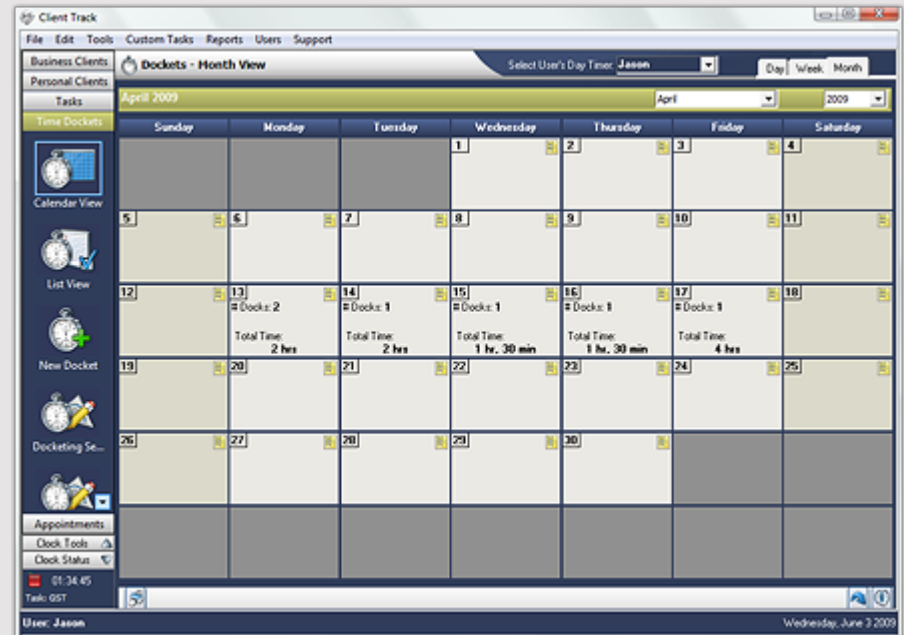 Client Track
File Edit Tools Custom Tasks Reports Users Support
Business Clients
Personal Clients
Tasks
Time Dockets
Calendar View
List View
New Docket
Docketing Se...
Appointments
Clock Tools
Clock Status
01:34:45
Task: GST
Dockets - Month View
Select User's Day Timer: Jason
Day Week Month
April 2009
April 2009
Sunday Monday Tuesday Wednesday Thursday Friday Saturday
1 2 3 4
5 6 7 8 9 10 11
12 13 14 15 16 17 18
# Docks: 2 # Docks: 1 # Docks: 1 # Docks: 1 # Docks: 1
Total Time: Total Time: Total Time: Total Time: Total Time:
2 hrs 2 hrs 1 hr, 30 min 1 hr, 30 min 4 hrs
19 20 21 22 23 24 25
26 27 28 29 30
User: Jason
Wednesday, June 3 2009